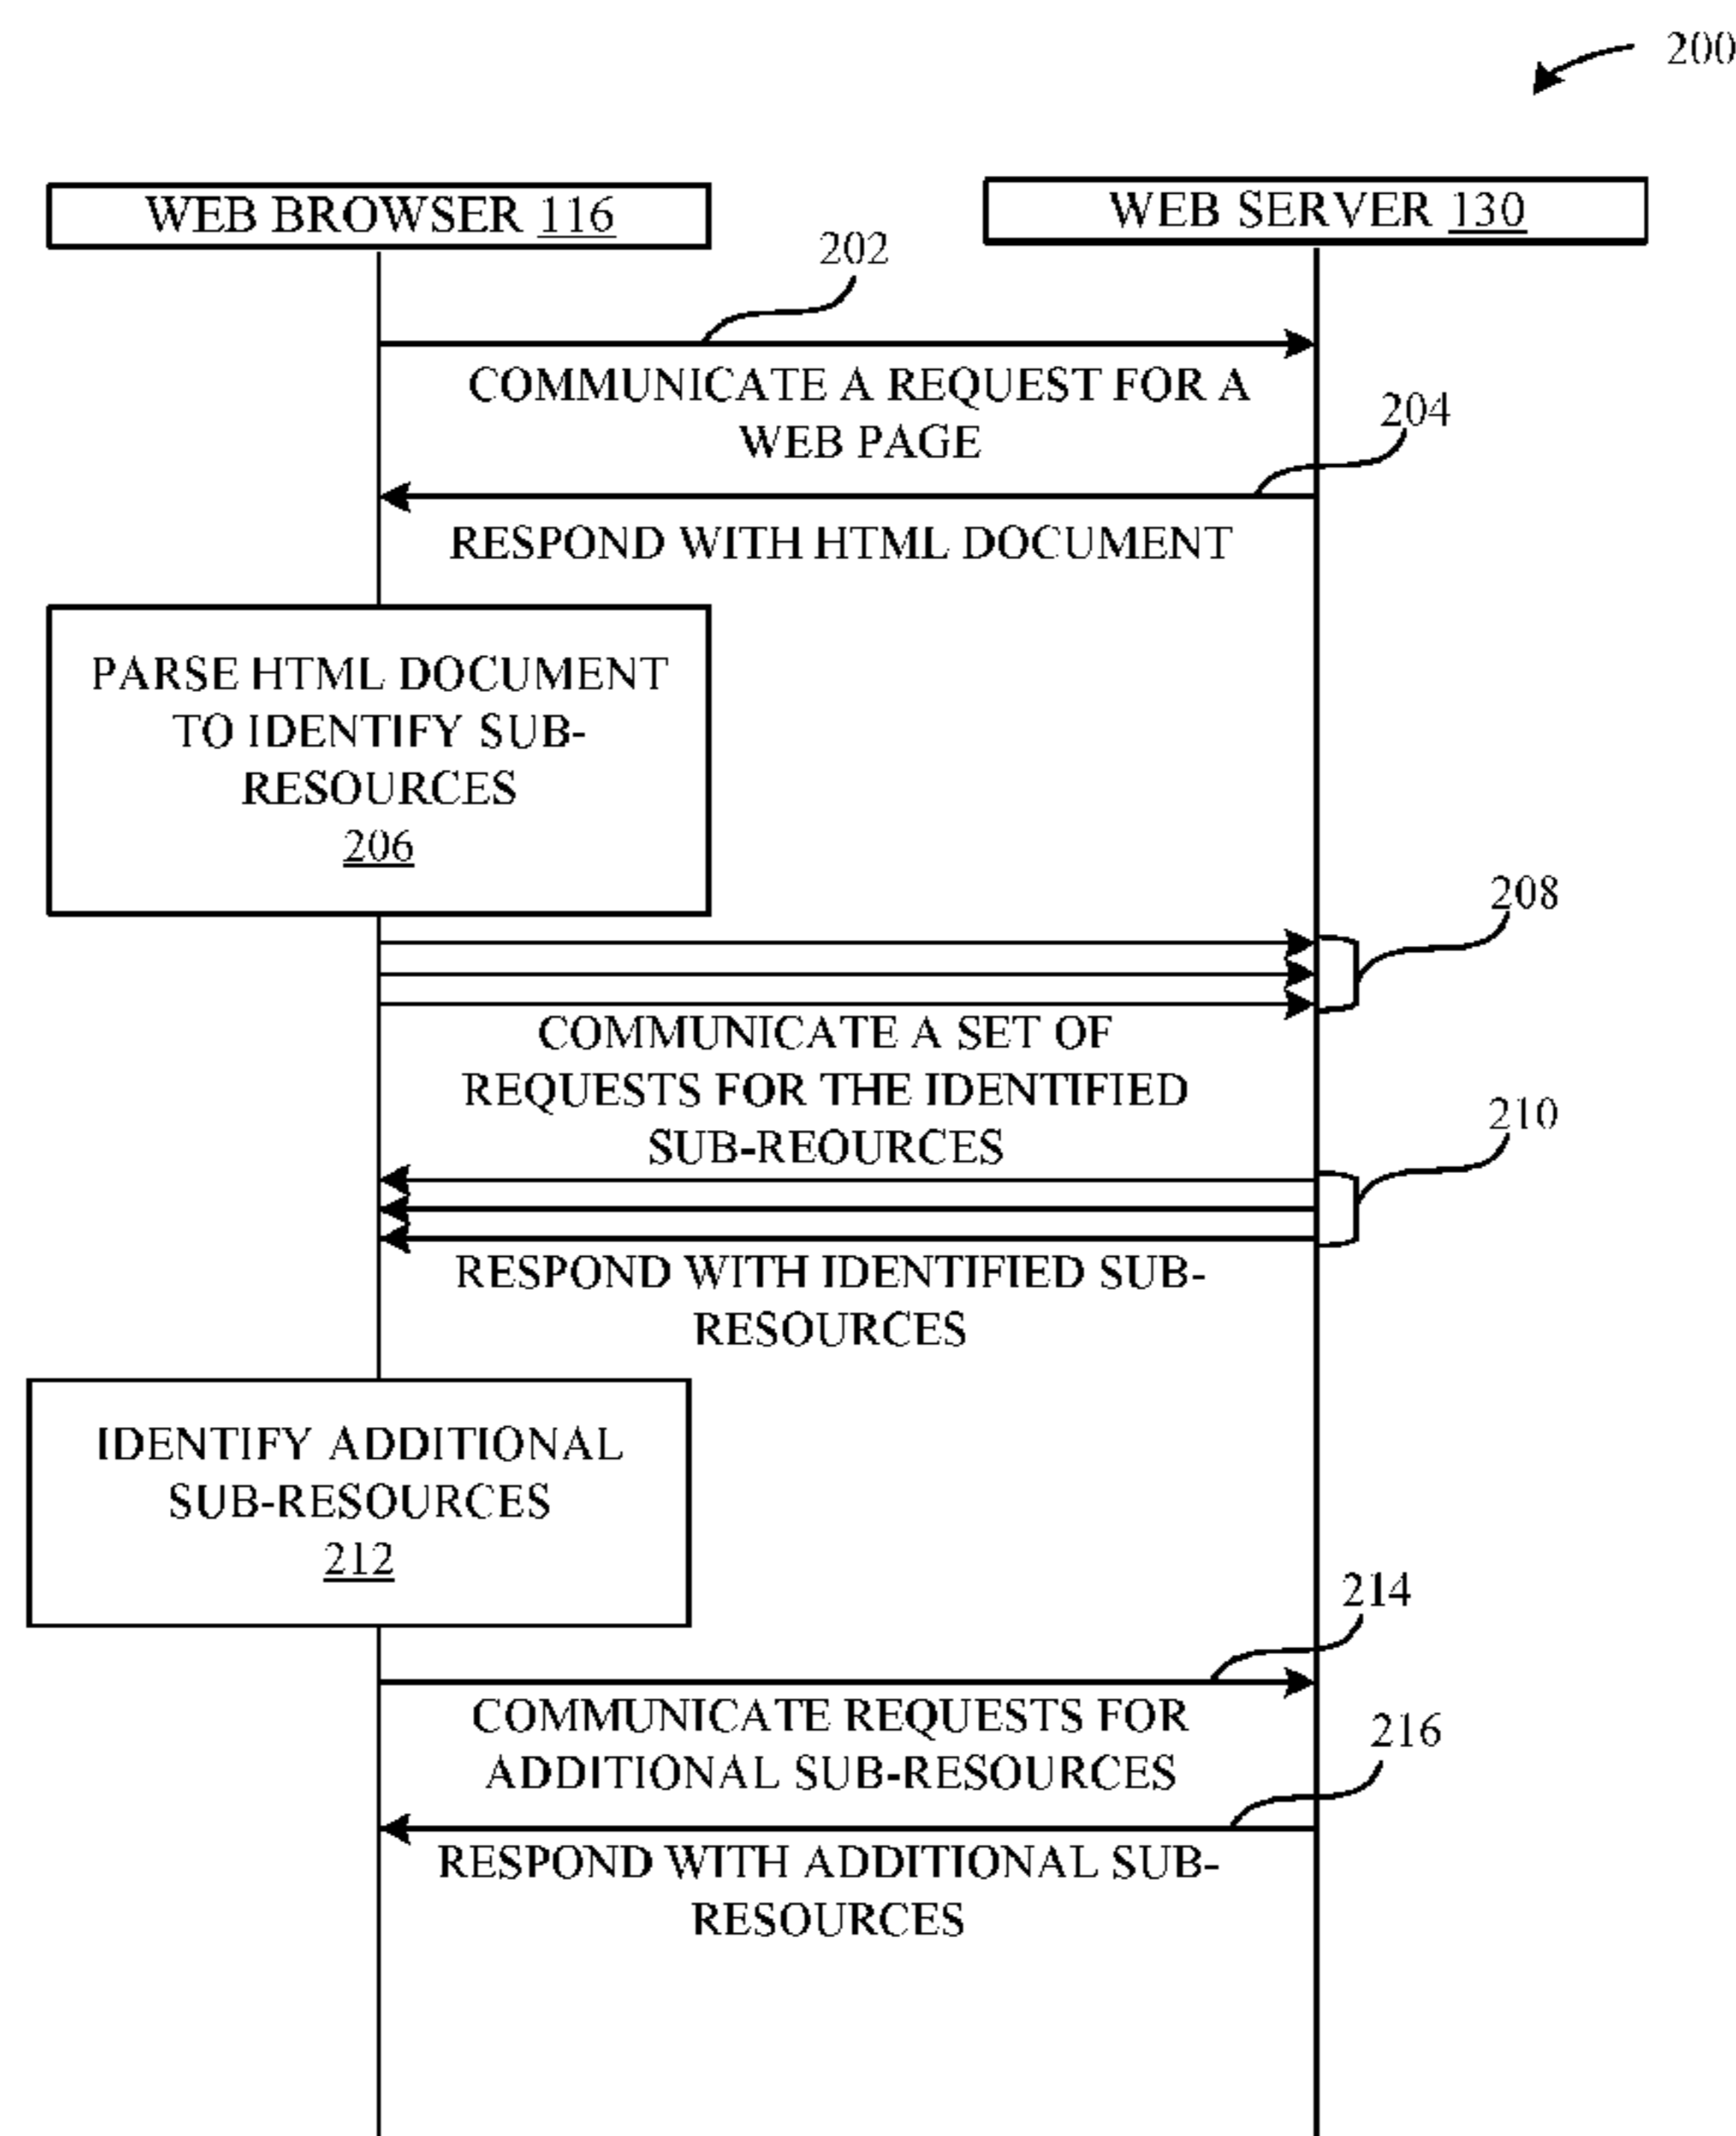 200
WEB BROWSER 116
WEB SERVER 130
202
COMMUNICATE A REQUEST FOR A
WEB PAGE
204
RESPOND WITH HTML DOCUMENT
PARSE HTML DOCUMENT
TO IDENTIFY SUB-
RESOURCES
206
208
COMMUNICATE A SET OF
REQUESTS FOR THE IDENTIFIED
SUB-REOURCES
210
RESPOND WITH IDENTIFIED SUB-
RESOURCES
IDENTIFY ADDITIONAL
SUB-RESOURCES
212
214
COMMUNICATE REQUESTS FOR
ADDITIONAL SUB-RESOURCES
216
RESPOND WITH ADDITIONAL SUB-
RESOURCES